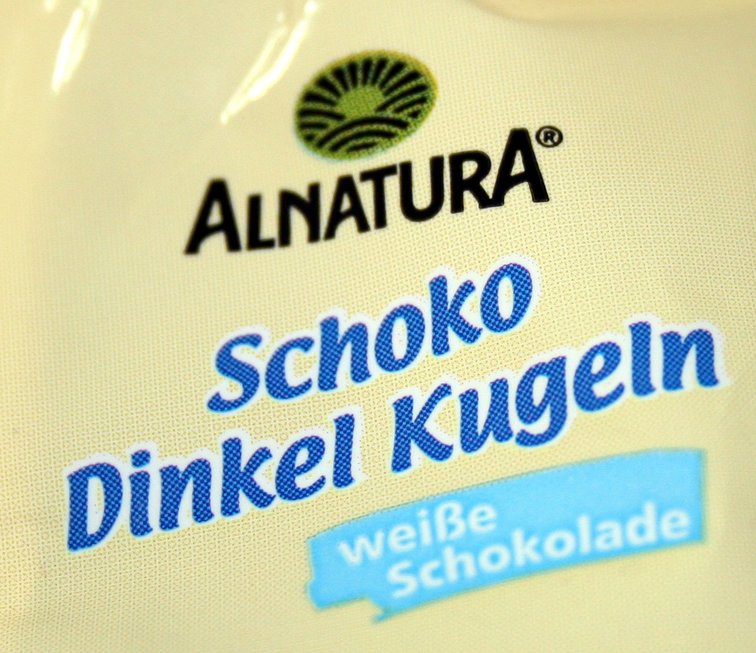 ALNATURA®
Schoko
Dinkel Kugeln
weiße
Schokolade